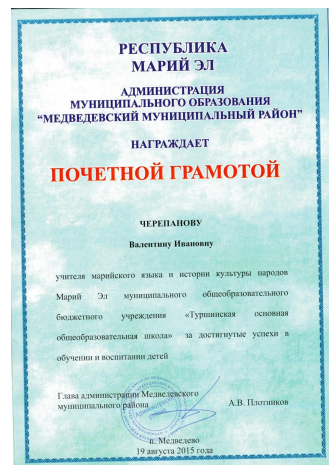 РЕСПУБЛИКА
МАРИЙ ЭЛ
АДМИНИСТРАЦИЯ
МУНИЦИПАЛЬНОГО ОБРАЗОВАНИЯ
“МЕДВЕДЕВСКИЙ МУНИЦИПАЛЬНЫЙ РАЙОН”
НАГРАЖДАЕТ
ПОЧЕТНОЙ ГРАМОТОЙ
ЧЕРЕПАНОВУ
Валентину Ивановну
учителя марийского языка и истории культуры народов
Марий Эл муниципального общеобразовательного
бюджетного учреждения «Туршинская основная
общеобразовательная школа» за достигнутые успехи в
обучении и воспитании детей
Глава администрации Медведевского
муниципального района А.В. Плотников
п. Медведево
19 августа 2015 года